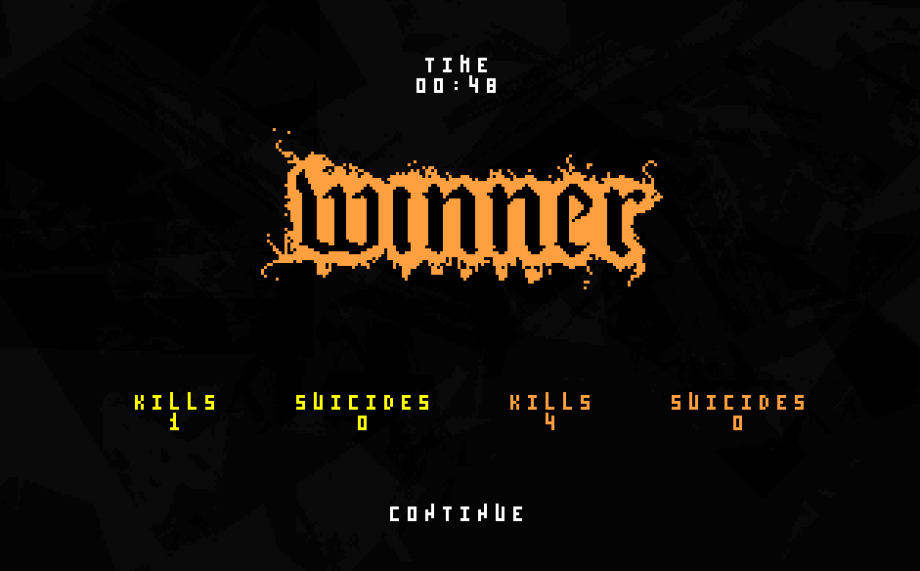 TIME
00:48
winner
KILLS SUICIDES KILLS SUICIDES
1 0 4 0
CONTINUE